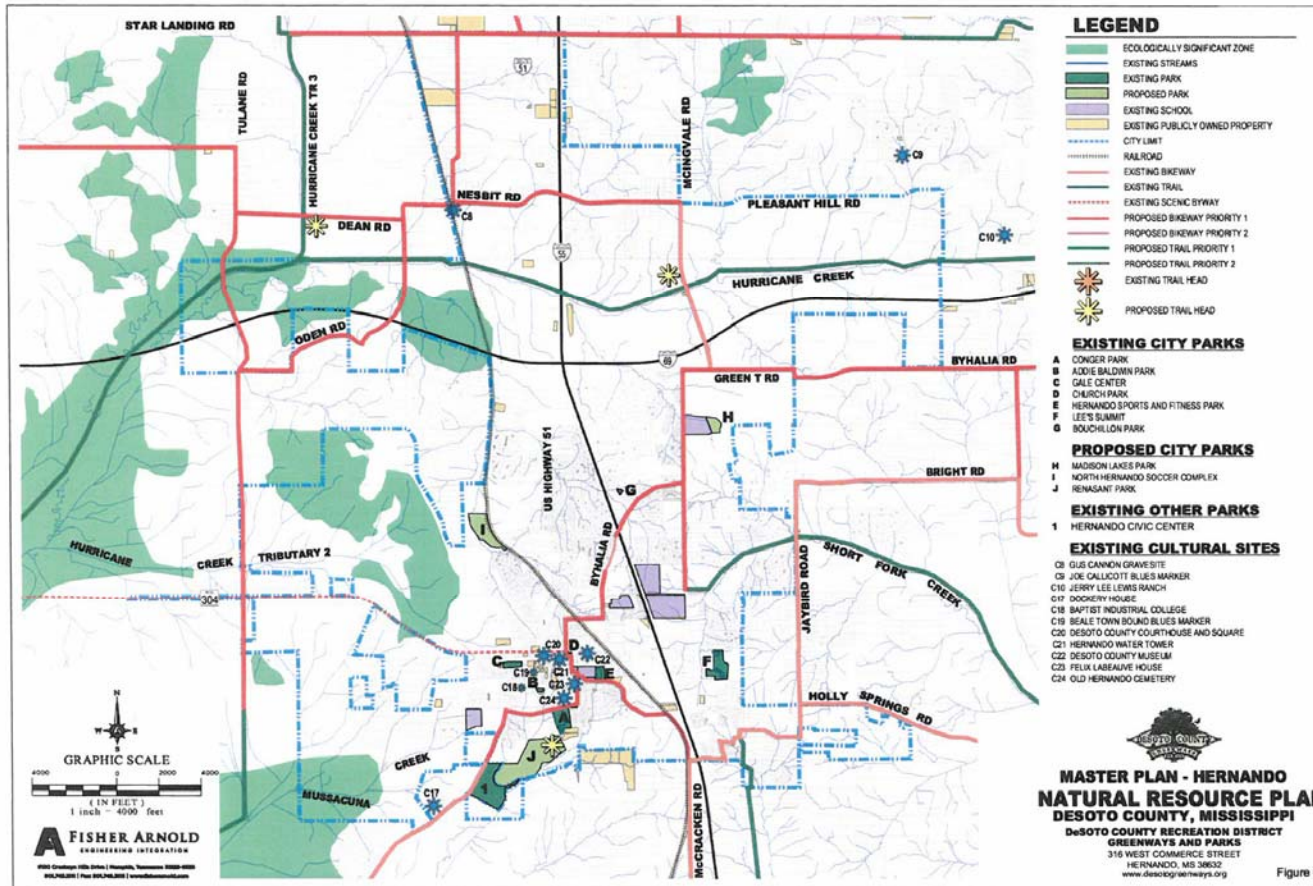 STAR LANDING RD
TULANE RD
HURRICANE CREEK TR 3
51
MCINGVALE RD
C9
NESBIT RD
C8
DEAN RD
PLEASANT HILL RD
C10
55
HURRICANE CREEK
ODEN RD
69
BYHALIA RD
GREEN T RD
H
US HIGHWAY 51
BRIGHT RD
G
I
BYHALIA RD
HURRICANE CREEK TRIBUTARY 2
SHORT FORK CREEK
304
JAYBIRD ROAD
C20
D
C22
C
C19
C21
E
F
B
C18
C23
C24
A
HOLLY SPRINGS RD
J
1
MUSSACUNA CREEK
C17
McCRACKEN RD
N
W
E
S
GRAPHIC SCALE
4000 0 2000 4000
( IN FEET )
1 inch = 4000 feet
FISHER ARNOLD
ENGINEERING INTEGRATION
LEGEND
ECOLOGICALLY SIGNIFICANT ZONE
EXISTING STREAMS
EXISTING PARK
PROPOSED PARK
EXISTING SCHOOL
EXISTING PUBLICLY OWNED PROPERTY
CITY LIMIT
RAILROAD
EXISTING BIKEWAY
EXISTING TRAIL
EXISTING SCENIC BYWAY
PROPOSED BIKEWAY PRIORITY 1
PROPOSED BIKEWAY PRIORITY 2
PROPOSED TRAIL PRIORITY 1
PROPOSED TRAIL PRIORITY 2
EXISTING TRAIL HEAD
PROPOSED TRAIL HEAD
EXISTING CITY PARKS
A CONGER PARK
B ADDIE BALDWIN PARK
C GALE CENTER
D CHURCH PARK
E HERNANDO SPORTS AND FITNESS PARK
F LEE'S SUMMIT
G BOUCHILLON PARK
PROPOSED CITY PARKS
H MADISON LAKES PARK
I NORTH HERNANDO SOCCER COMPLEX
J RENASANT PARK
EXISTING OTHER PARKS
1 HERNANDO CIVIC CENTER
EXISTING CULTURAL SITES
C8 GUS CANNON GRAVESITE
C9 JOE CALLICOTT BLUES MARKER
C10 JERRY LEE LEWIS RANCH
C17 DOCKERY HOUSE
C18 BAPTIST INDUSTRIAL COLLEGE
C19 BEALE TOWN BOUND BLUES MARKER
C20 DESOTO COUNTY COURTHOUSE AND SQUARE
C21 HERNANDO WATER TOWER
C22 DESOTO COUNTY MUSEUM
C23 FELIX LABEAUVE HOUSE
C24 OLD HERNANDO CEMETERY
DESOTO COUNTY
GREENWAYS
MASTER PLAN - HERNANDO
NATURAL RESOURCE PLAN
DESOTO COUNTY, MISSISSIPPI
DeSOTO COUNTY RECREATION DISTRICT
GREENWAYS AND PARKS
316 WEST COMMERCE STREET
HERNANDO, MS 38632
www.desotogreenways.org
Figure